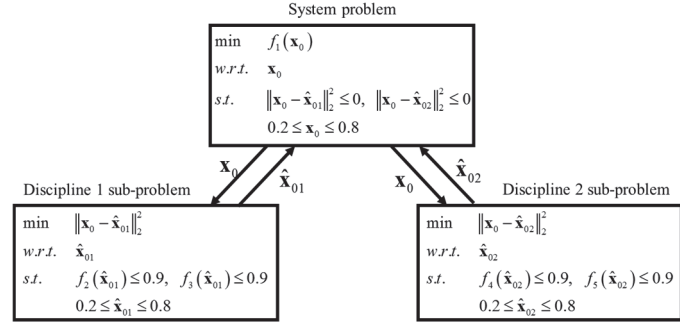 System problem
min f₁(𝐱₀)
w.r.t. 𝐱₀
s.t. ‖𝐱₀ − 𝐱̂₀₁‖₂² ≤ 0, ‖𝐱₀ − 𝐱̂₀₂‖₂² ≤ 0
0.2 ≤ 𝐱₀ ≤ 0.8
𝐱₀ 𝐱̂₀₁ 𝐱₀ 𝐱̂₀₂
Discipline 1 sub-problem
min ‖𝐱₀ − 𝐱̂₀₁‖₂²
w.r.t. 𝐱̂₀₁
s.t. f₂(𝐱̂₀₁) ≤ 0.9, f₃(𝐱̂₀₁) ≤ 0.9
0.2 ≤ 𝐱̂₀₁ ≤ 0.8
Discipline 2 sub-problem
min ‖𝐱₀ − 𝐱̂₀₂‖₂²
w.r.t. 𝐱̂₀₂
s.t. f₄(𝐱̂₀₂) ≤ 0.9, f₅(𝐱̂₀₂) ≤ 0.9
0.2 ≤ 𝐱̂₀₂ ≤ 0.8